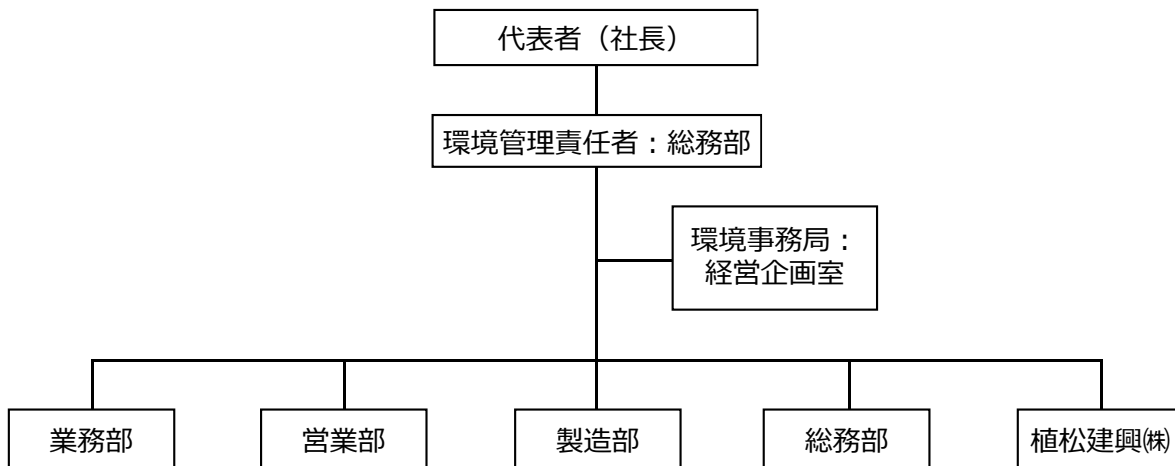 代表者（社長）
環境管理責任者：総務部
環境事務局：
経営企画室
業務部
営業部
製造部
総務部
植松建興㈱